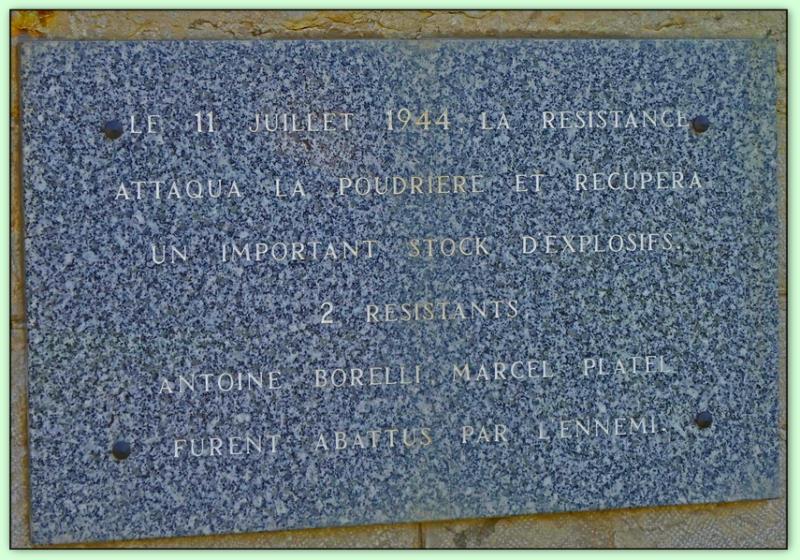 LE 11 JUILLET 1944 LA RESISTANCE
ATTAQUA LA POUDRIERE ET RECUPERA
UN IMPORTANT STOCK D'EXPLOSIFS.
2 RESISTANTS
ANTOINE BORELLI, MARCEL PLATEL
FURENT ABATTUS PAR L'ENNEMI.